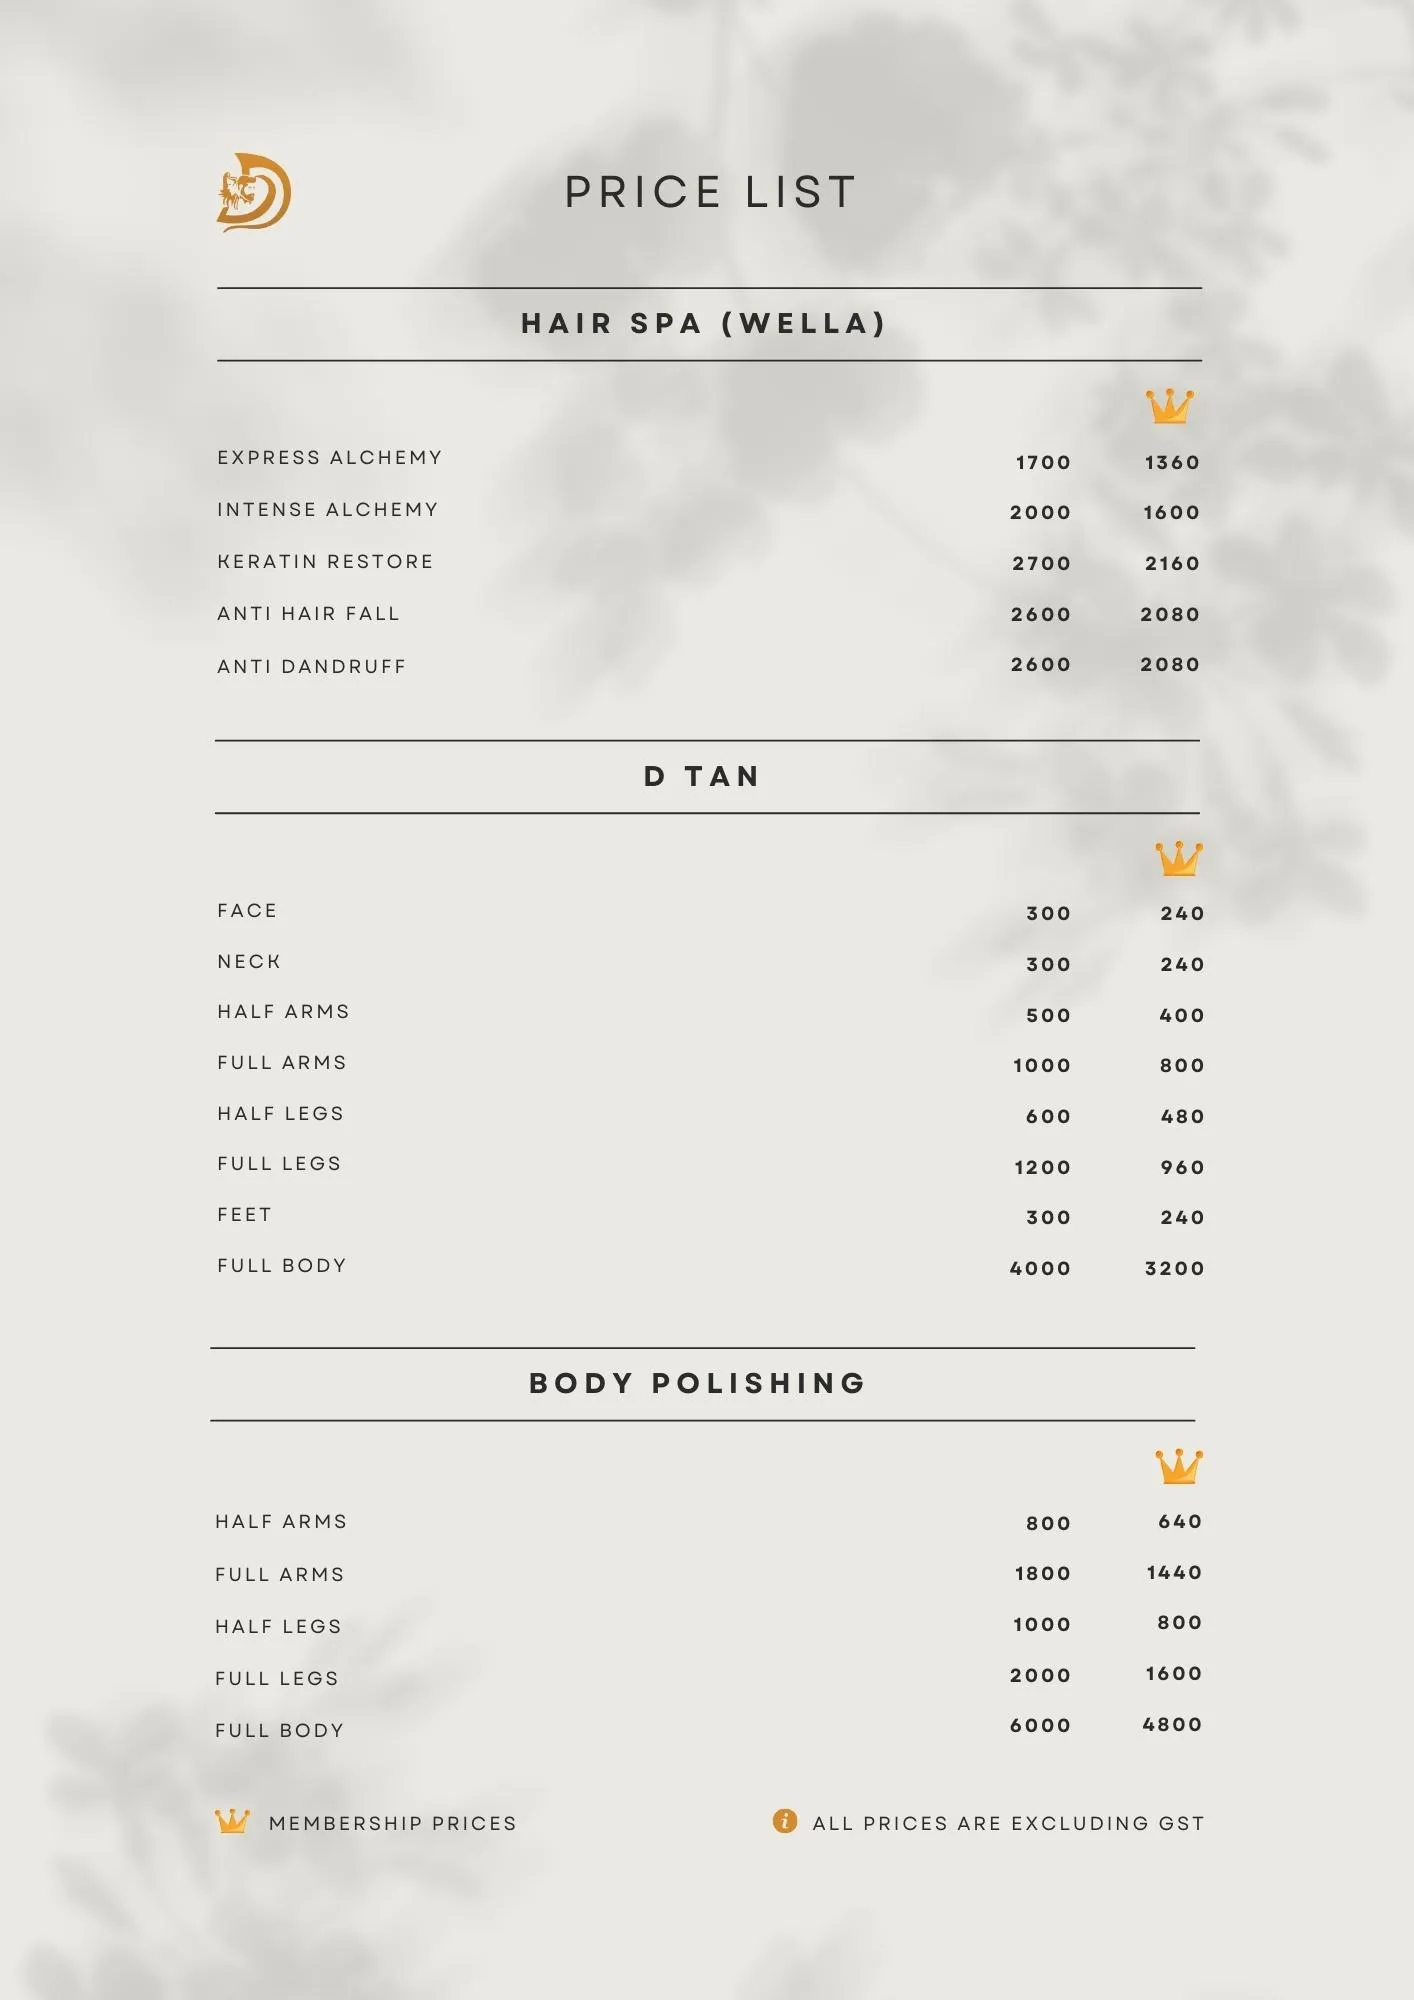 PRICE LIST
HAIR SPA (WELLA)
EXPRESS ALCHEMY 1700 1360
INTENSE ALCHEMY 2000 1600
KERATIN RESTORE 2700 2160
ANTI HAIR FALL 2600 2080
ANTI DANDRUFF 2600 2080
D TAN
FACE 300 240
NECK 300 240
HALF ARMS 500 400
FULL ARMS 1000 800
HALF LEGS 600 480
FULL LEGS 1200 960
FEET 300 240
FULL BODY 4000 3200
BODY POLISHING
HALF ARMS 800 640
FULL ARMS 1800 1440
HALF LEGS 1000 800
FULL LEGS 2000 1600
FULL BODY 6000 4800
MEMBERSHIP PRICES
i ALL PRICES ARE EXCLUDING GST